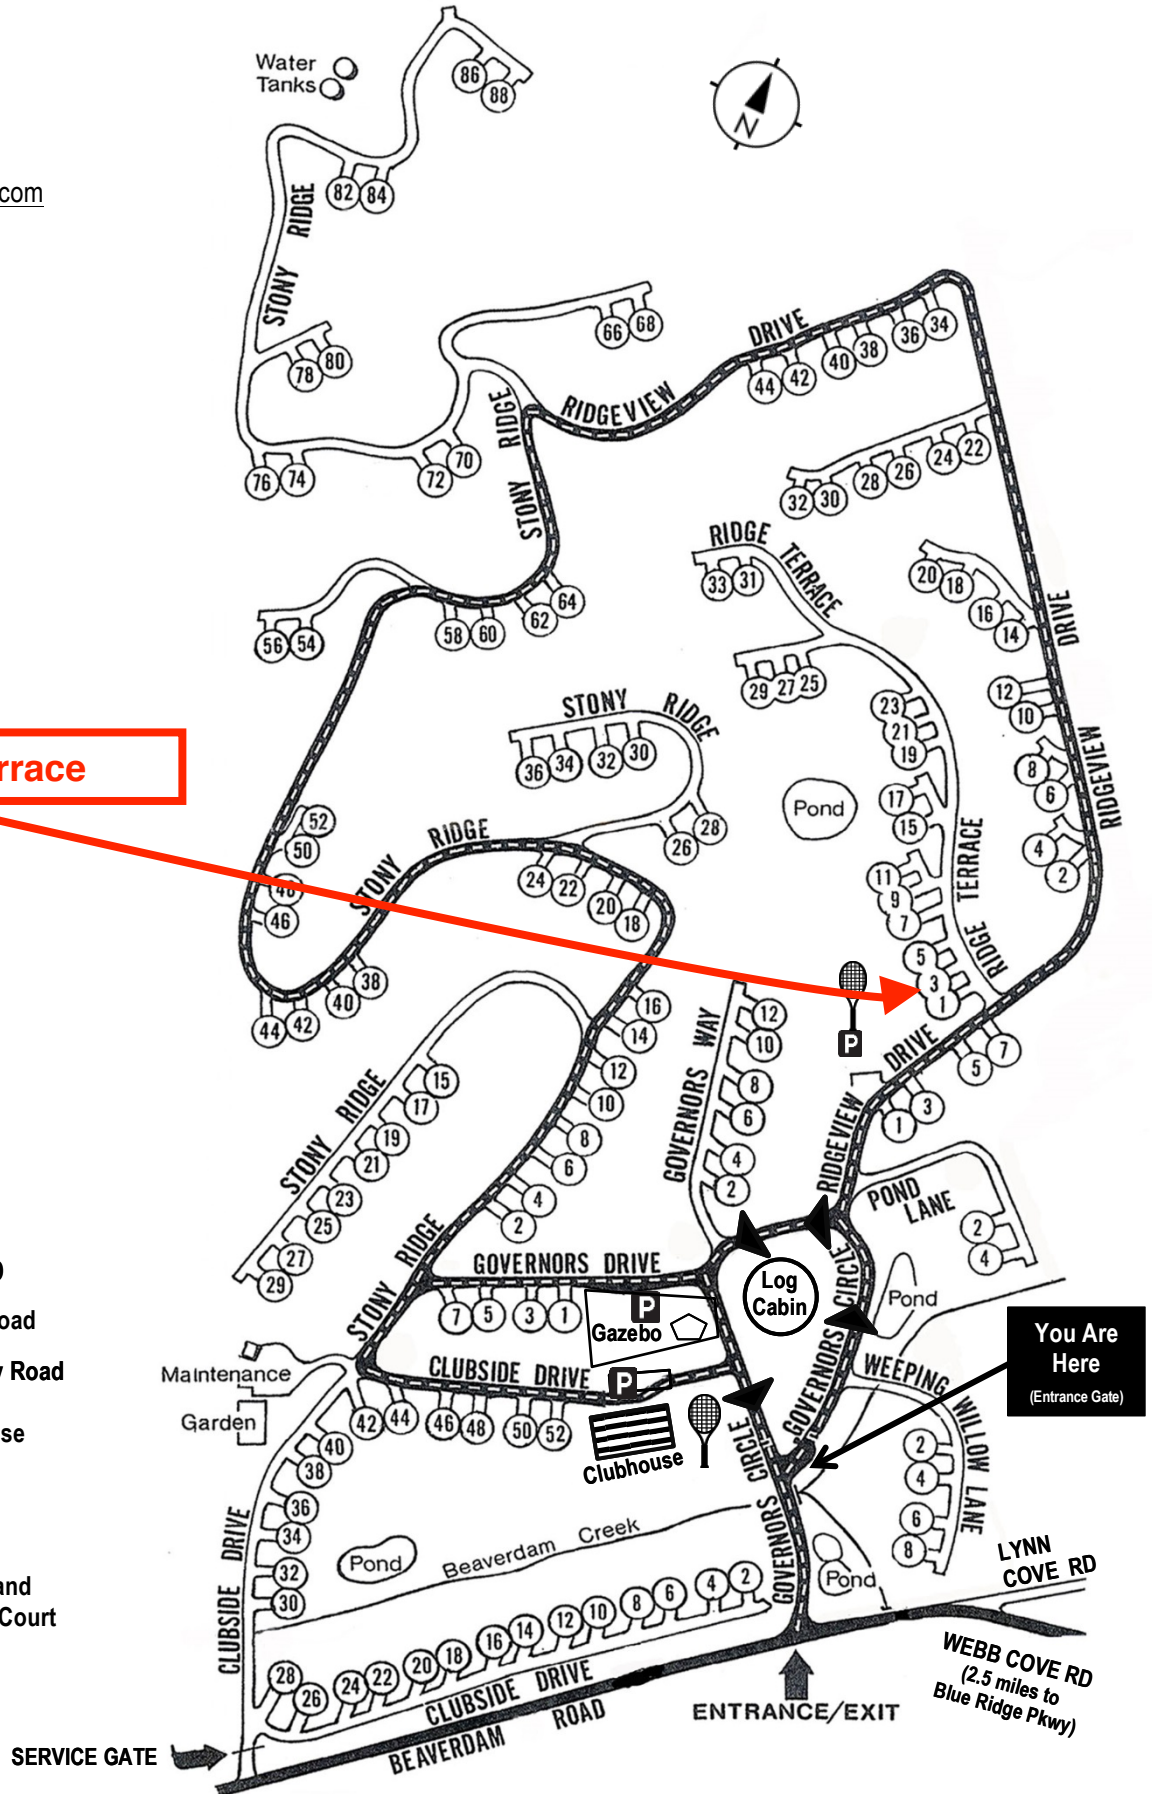 Water
Tanks
86
88
N
com
82
84
STONY RIDGE
66
68
DRIVE
34
36
38
40
42
44
78
80
RIDGEVIEW
RIDGE
STONY
70
72
74
76
22
24
26
28
30
32
RIDGE TERRACE
33
31
20
18
16
14
DRIVE
64
62
60
58
56
54
29
27
25
12
10
STONY RIDGE
36
34
32
30
23
21
19
RIDGEVIEW
8
6
rrace
Pond
17
15
52
50
48
46
RIDGE
STONY
28
26
24
22
20
18
4
2
11
9
7
TERRACE
RIDGE
5
3
1
38
40
42
44
16
14
12
10
8
6
4
2
GOVERNORS WAY
12
10
8
6
4
2
P
DRIVE
RIDGEVIEW
7
5
3
1
STONY RIDGE
15
17
19
21
23
25
27
29
POND
LANE
2
4
STONY RIDGE
GOVERNORS DRIVE
7
5
3
1
P
Gazebo
Log
Cabin
GOVERNORS CIRCLE
Pond
oad
y Road
se
and
Court
You Are
Here
(Entrance Gate)
Maintenance
Garden
CLUBSIDE DRIVE
P
42
44
46
48
50
52
Clubhouse
WEEPING WILLOW LANE
2
4
6
8
GOVERNORS CIRCLE
40
38
36
34
32
30
CLUBSIDE DRIVE
Pond
Beaverdam Creek
Pond
LYNN
COVE RD
28
26
24
22
20
18
16
14
12
10
8
6
4
2
CLUBSIDE DRIVE
BEAVERDAM ROAD
WEBB COVE RD
(2.5 miles to
Blue Ridge Pkwy)
ENTRANCE/EXIT
SERVICE GATE